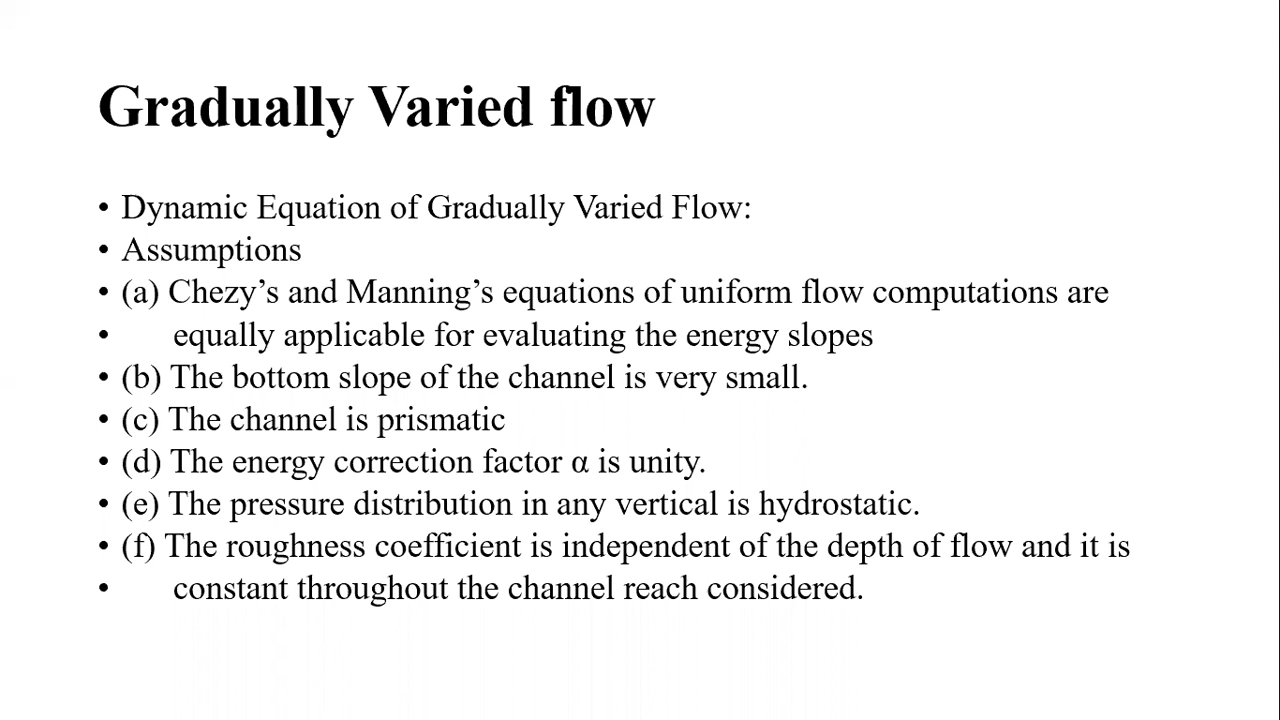 Gradually Varied flow
• Dynamic Equation of Gradually Varied Flow:
• Assumptions
• (a) Chezy’s and Manning’s equations of uniform flow computations are
• equally applicable for evaluating the energy slopes
• (b) The bottom slope of the channel is very small.
• (c) The channel is prismatic
• (d) The energy correction factor α is unity.
• (e) The pressure distribution in any vertical is hydrostatic.
• (f) The roughness coefficient is independent of the depth of flow and it is
• constant throughout the channel reach considered.